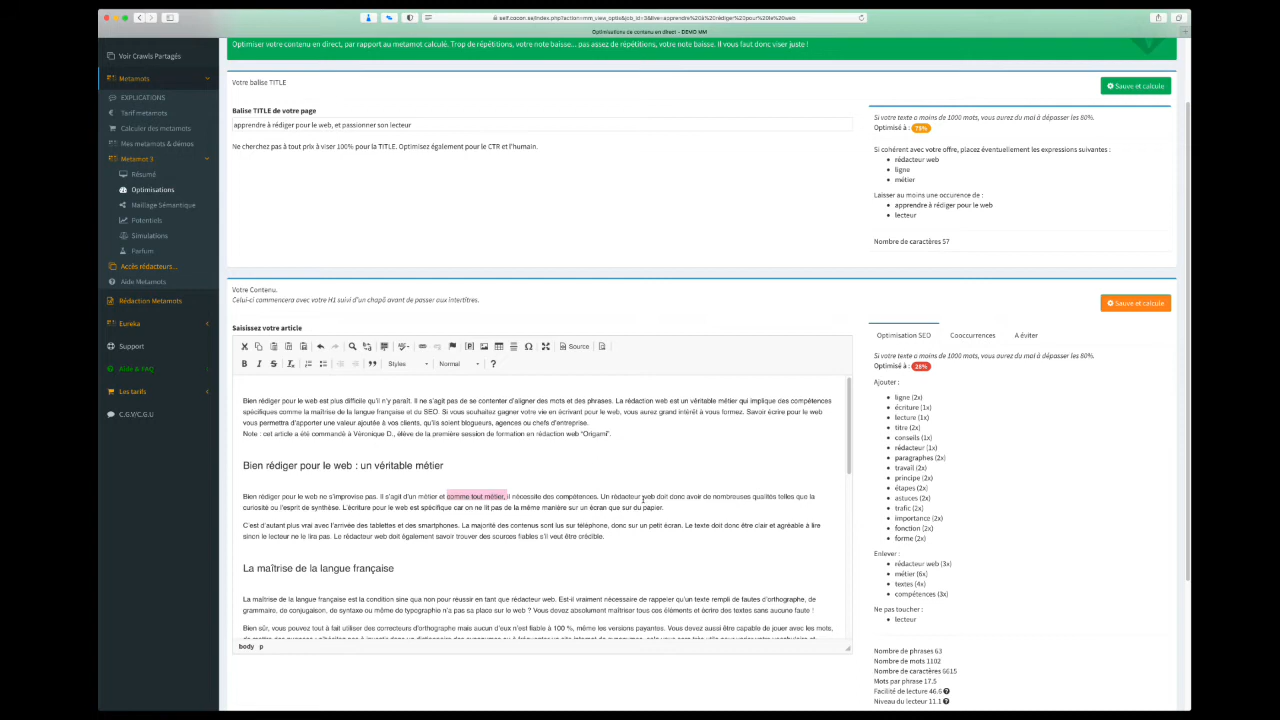 self.cocon.se/index.php?action=mm_view_optis&job_id=3&live=apprendre%20à%20rédiger%20pour%20le%20web
Optimisations de contenu en direct - DEMO MM
Voir Crawls Partagés
Metamots
EXPLICATIONS
Tarif metamots
Calculer des metamots
Mes metamots & démos
Metamot 3
Résumé
Optimisations
Maillage Sémantique
Potentiels
Simulations
Parfum
Accès rédacteurs...
Aide Metamots
Rédaction Metamots
Eureka
Support
Aide & FAQ
Les tarifs
C.G.V/C.G.U
Optimiser votre contenu en direct, par rapport au metamot calculé. Trop de répétitions, votre note baisse... pas assez de répétitions, votre note baisse. Il vous faut donc viser juste !
Votre balise TITLE
Sauve et calcule
Balise TITLE de votre page
apprendre à rédiger pour le web, et passionner son lecteur
Ne cherchez pas à tout prix à viser 100% pour la TITLE. Optimisez également pour le CTR et l'humain.
Si votre texte a moins de 1000 mots, vous aurez du mal à dépasser les 80%.
Optimisé à : 75%
Si cohérent avec votre offre, placez éventuellement les expressions suivantes :
rédacteur web
ligne
métier
Laisser au moins une occurence de :
apprendre à rédiger pour le web
lecteur
Nombre de caractères 57
Votre Contenu.
Celui-ci commencera avec votre H1 suivi d'un chapô avant de passer aux intertitres.
Sauve et calcule
Saisissez votre article
Source
Styles
Normal
Bien rédiger pour le web est plus difficile qu'il n'y paraît. Il ne s'agit pas de se contenter d'aligner des mots et des phrases. La rédaction web est un véritable métier qui implique des compétences
spécifiques comme la maîtrise de la langue française et du SEO. Si vous souhaitez gagner votre vie en écrivant pour le web, vous aurez grand intérêt à vous formez. Savoir écrire pour le web
vous permettra d'apporter une valeur ajoutée à vos clients, qu'ils soient blogueurs, agences ou chefs d'entreprise.
Note : cet article a été commandé à Véronique D., élève de la première session de formation en rédaction web "Origami".
Bien rédiger pour le web : un véritable métier
Bien rédiger pour le web ne s'improvise pas. Il s'agit d'un métier et comme tout métier, il nécessite des compétences. Un rédacteur web doit donc avoir de nombreuses qualités telles que la
curiosité ou l'esprit de synthèse. L'écriture pour le web est spécifique car on ne lit pas de la même manière sur un écran que sur du papier.
C'est d'autant plus vrai avec l'arrivée des tablettes et des smartphones. La majorité des contenus sont lus sur téléphone, donc sur un petit écran. Le texte doit donc être clair et agréable à lire
sinon le lecteur ne le lira pas. Le rédacteur web doit également savoir trouver des sources fiables s'il veut être crédible.
La maîtrise de la langue française
La maîtrise de la langue française est la condition sine qua non pour réussir en tant que rédacteur web. Est-il vraiment nécessaire de rappeler qu'un texte rempli de fautes d'orthographe, de
grammaire, de conjugaison, de syntaxe ou même de typographie n'a pas sa place sur le web ? Vous devez absolument maîtriser tous ces éléments et écrire des textes sans aucune faute !
Bien sûr, vous pouvez tout à fait utiliser des correcteurs d'orthographe mais aucun d'eux n'est fiable à 100 %, même les versions payantes. Vous devez aussi être capable de jouer avec les mots,
body p
Optimisation SEO
Cooccurrences
A éviter
Si votre texte a moins de 1000 mots, vous aurez du mal à dépasser les 80%.
Optimisé à : 28%
Ajouter :
ligne (2x)
écriture (1x)
lecture (1x)
titre (2x)
conseils (1x)
rédacteur (1x)
paragraphes (2x)
travail (2x)
principe (2x)
étapes (2x)
astuces (2x)
trafic (2x)
importance (2x)
fonction (2x)
forme (2x)
Enlever :
rédacteur web (3x)
métier (6x)
textes (4x)
compétences (3x)
Ne pas toucher :
lecteur
Nombre de phrases 63
Nombre de mots 1102
Nombre de caractères 6615
Mots par phrase 17.5
Facilité de lecture 46.6
Niveau du lecteur 11.1